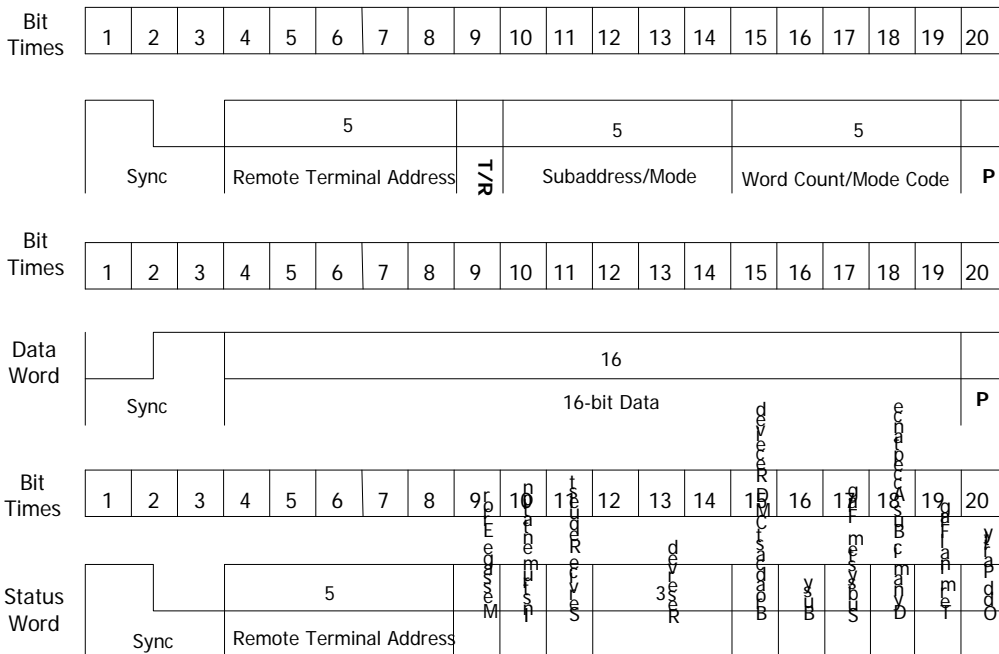 Bit Times 1 2 3 4 5 6 7 8 9 10 11 12 13 14 15 16 17 18 19 20
5 5 5
Sync Remote Terminal Address T/R Subaddress/Mode Word Count/Mode Code P
Bit Times 1 2 3 4 5 6 7 8 9 10 11 12 13 14 15 16 17 18 19 20
Data Word 16
Sync 16-bit Data P
Bit Times 1 2 3 4 5 6 7 8 9 10 11 12 13 14 15 16 17 18 19 20
Status Word 5 3
Service Request
Reserved
Busy
Sync Remote Terminal Address